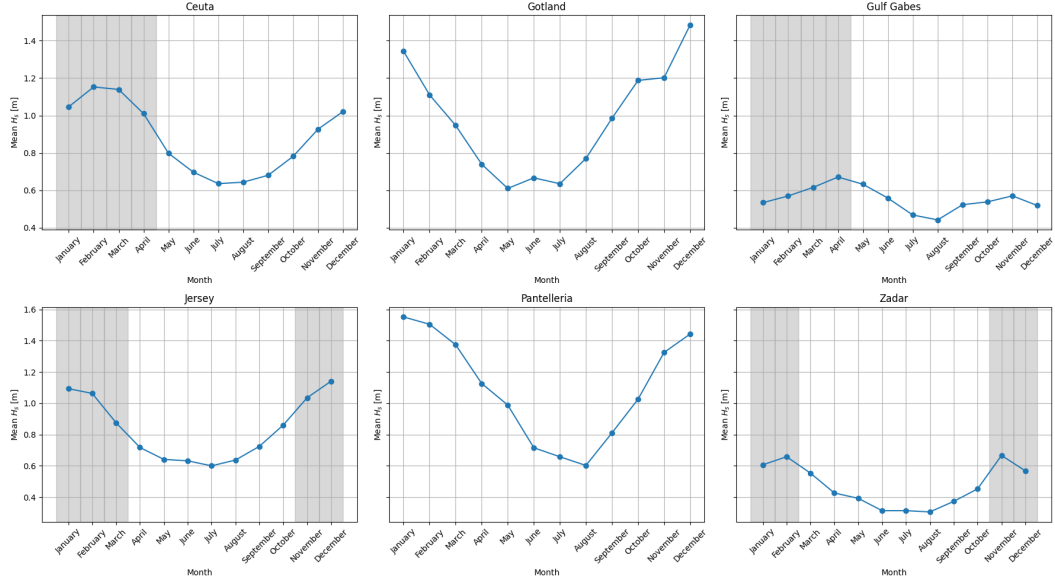 Ceuta
Gotland
Gulf Gabes
Mean Hs [m]
1.4
1.2
1.0
0.8
0.6
0.4
January
February
March
April
May
June
July
August
September
October
November
December
Month
Mean Hs [m]
January
February
March
April
May
June
July
August
September
October
November
December
Month
Mean Hs [m]
January
February
March
April
May
June
July
August
September
October
November
December
Month
Jersey
Pantelleria
Zadar
Mean Hs [m]
1.6
1.4
1.2
1.0
0.8
0.6
0.4
January
February
March
April
May
June
July
August
September
October
November
December
Month
Mean Hs [m]
January
February
March
April
May
June
July
August
September
October
November
December
Month
Mean Hs [m]
January
February
March
April
May
June
July
August
September
October
November
December
Month